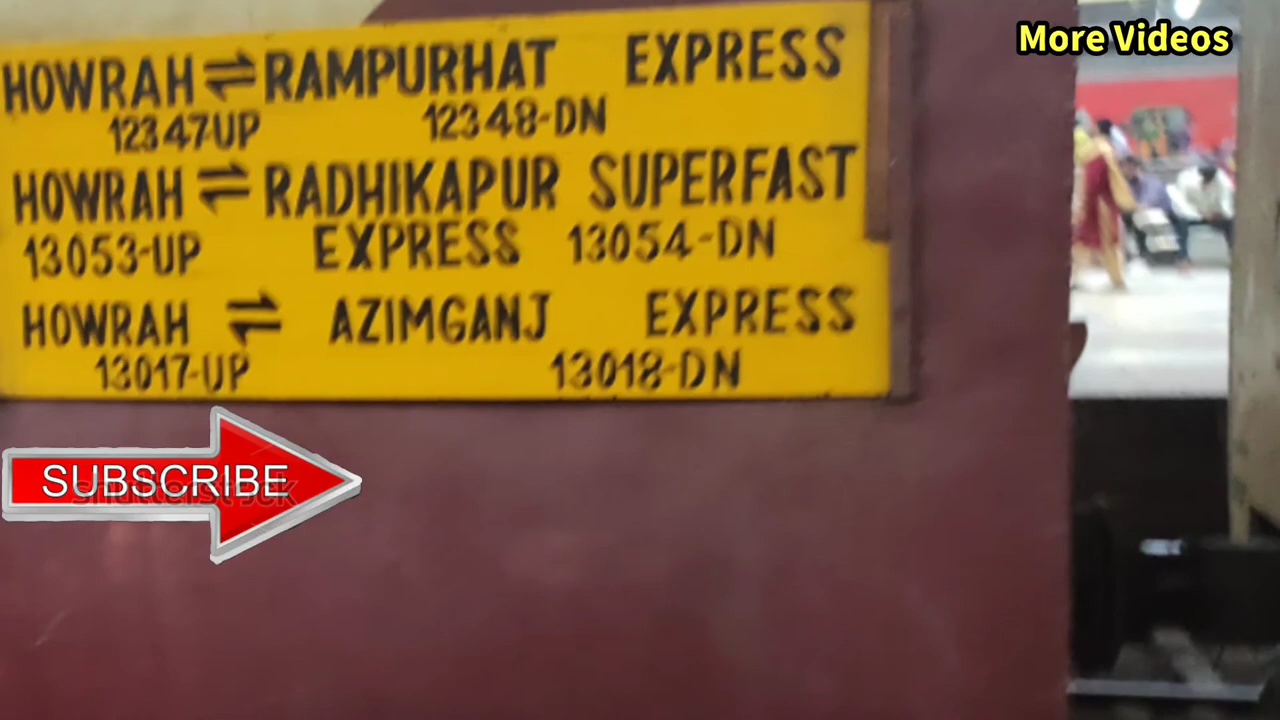 More Videos
HOWRAH ⇌ RAMPURHAT EXPRESS
12347UP 12348-DN
HOWRAH ⇌ RADHIKAPUR SUPERFAST
13053-UP EXPRESS 13054-DN
HOWRAH ⇌ AZIMGANJ EXPRESS
13017-UP 13018-DN
SUBSCRIBE
shutterstock